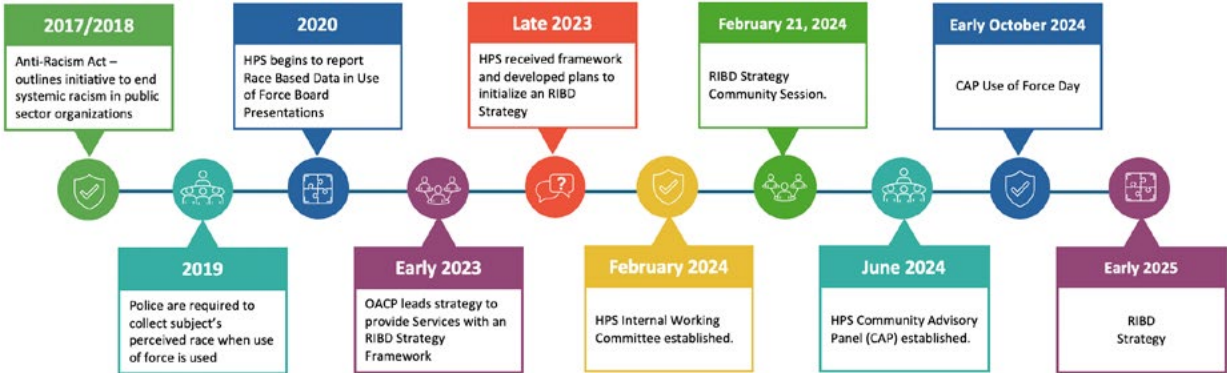 2017/2018
Anti-Racism Act –
outlines initiative to end
systemic racism in public
sector organizations
2019
Police are required to
collect subject's
perceived race when use
of force is used
2020
HPS begins to report
Race Based Data in Use
of Force Board
Presentations
Early 2023
OACP leads strategy to
provide Services with an
RIBD Strategy
Framework
Late 2023
HPS received framework
and developed plans to
initialize an RIBD
Strategy
?
February 2024
HPS Internal Working
Committee established.
February 21, 2024
RIBD Strategy
Community Session.
June 2024
HPS Community Advisory
Panel (CAP) established.
Early October 2024
CAP Use of Force Day
Early 2025
RIBD
Strategy